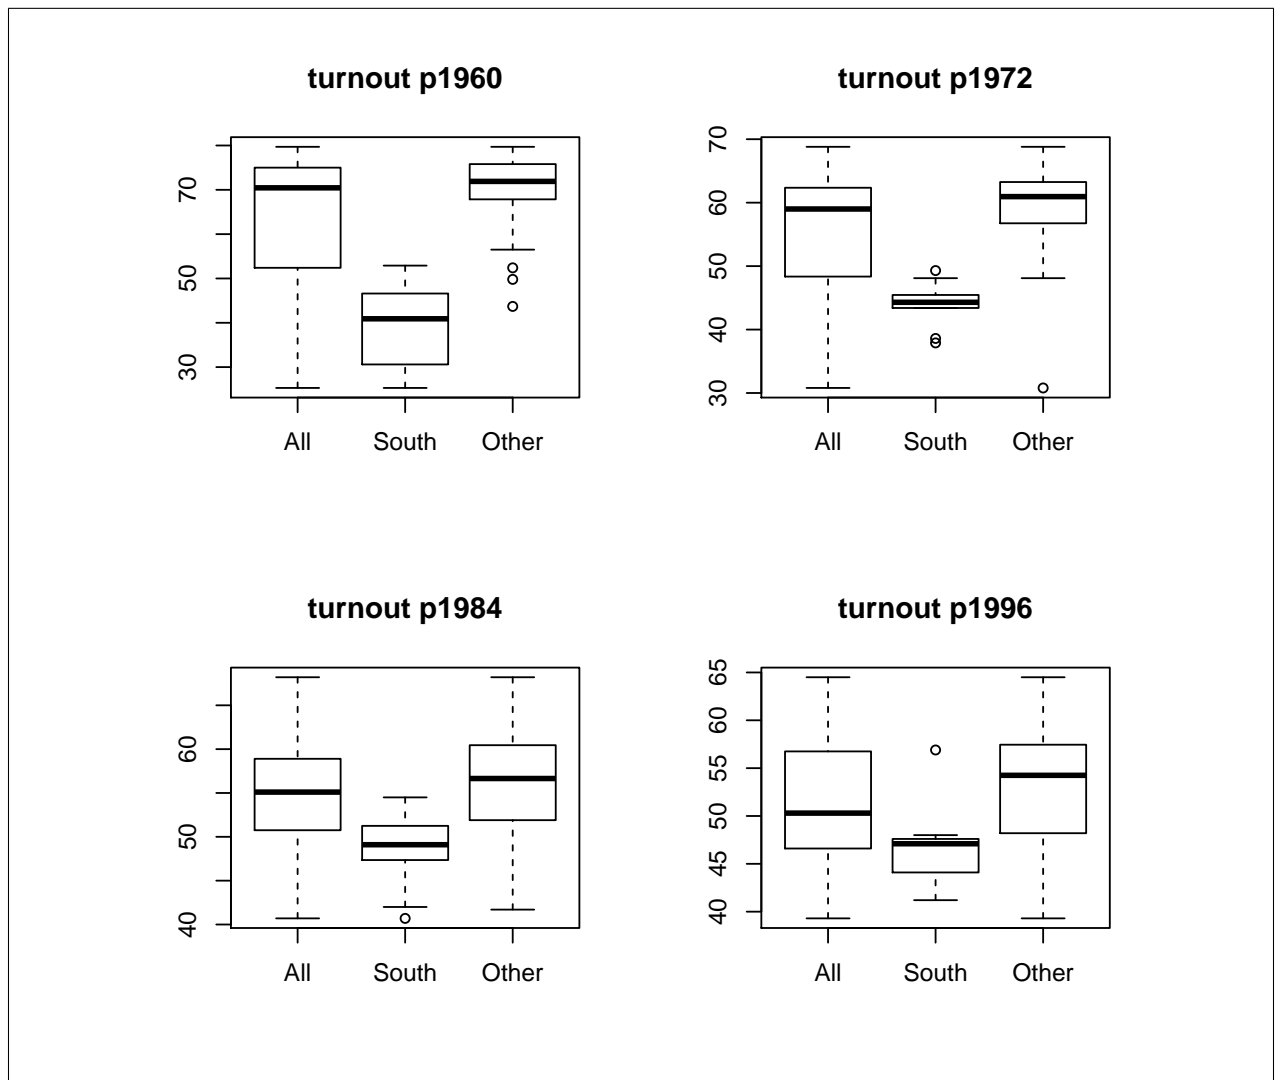 turnout p1960
30 50 70
All South Other
turnout p1972
30 40 50 60 70
All South Other
turnout p1984
40 50 60
All South Other
turnout p1996
40 45 50 55 60 65
All South Other